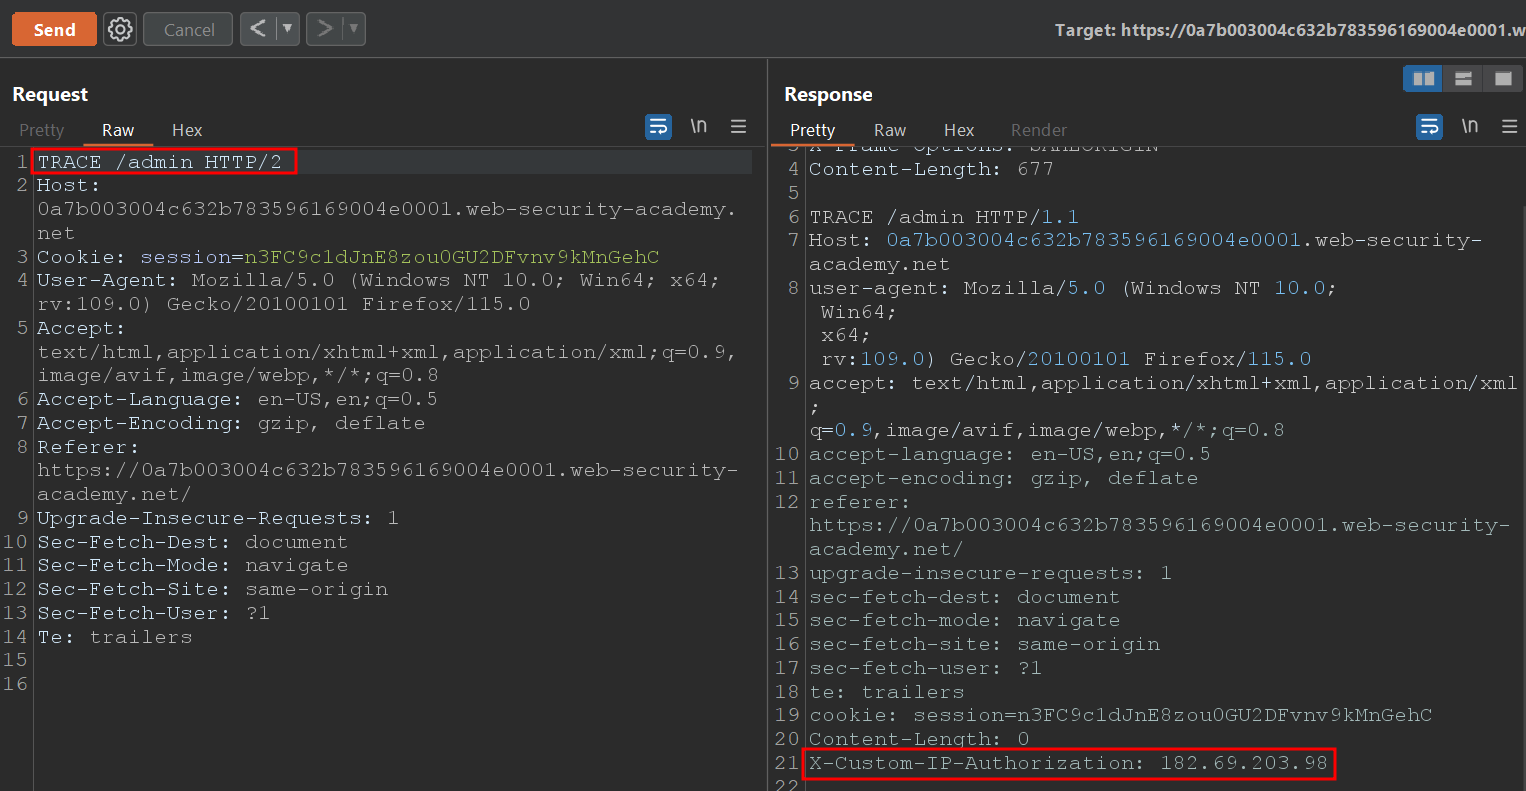 Send Cancel < ▼ > ▼ Target: https://0a7b003004c632b783596169004e0001.w
Request
Pretty Raw Hex \n
1 TRACE /admin HTTP/2
2 Host:
0a7b003004c632b783596169004e0001.web-security-academy.
net
3 Cookie: session=n3FC9c1dJnE8zou0GU2DFvnv9kMnGehC
4 User-Agent: Mozilla/5.0 (Windows NT 10.0; Win64; x64;
rv:109.0) Gecko/20100101 Firefox/115.0
5 Accept:
text/html,application/xhtml+xml,application/xml;q=0.9,
image/avif,image/webp,*/*;q=0.8
6 Accept-Language: en-US,en;q=0.5
7 Accept-Encoding: gzip, deflate
8 Referer:
https://0a7b003004c632b783596169004e0001.web-security-
academy.net/
9 Upgrade-Insecure-Requests: 1
10 Sec-Fetch-Dest: document
11 Sec-Fetch-Mode: navigate
12 Sec-Fetch-Site: same-origin
13 Sec-Fetch-User: ?1
14 Te: trailers
15
16
Response
Pretty Raw Hex Render \n
3 X-Frame-Options: SAMEORIGIN
4 Content-Length: 677
5
6 TRACE /admin HTTP/1.1
7 Host: 0a7b003004c632b783596169004e0001.web-security-
academy.net
8 user-agent: Mozilla/5.0 (Windows NT 10.0;
Win64;
x64;
rv:109.0) Gecko/20100101 Firefox/115.0
9 accept: text/html,application/xhtml+xml,application/xml
;
q=0.9,image/avif,image/webp,*/*;q=0.8
10 accept-language: en-US,en;q=0.5
11 accept-encoding: gzip, deflate
12 referer:
https://0a7b003004c632b783596169004e0001.web-security-
academy.net/
13 upgrade-insecure-requests: 1
14 sec-fetch-dest: document
15 sec-fetch-mode: navigate
16 sec-fetch-site: same-origin
17 sec-fetch-user: ?1
18 te: trailers
19 cookie: session=n3FC9c1dJnE8zou0GU2DFvnv9kMnGehC
20 Content-Length: 0
21 X-Custom-IP-Authorization: 182.69.203.98
22